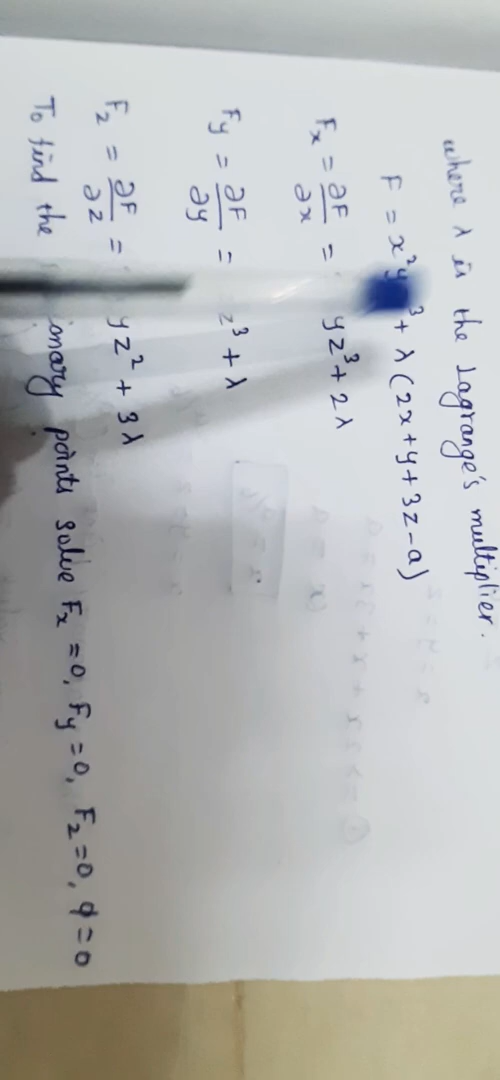 where λ is the Lagrange's multiplier.
F = x²y ³ + λ (2x+y+3z-a)
Fx = ∂F/∂x = yz³ + 2λ
Fy = ∂F/∂y = z³ + λ
Fz = ∂F/∂z = yz² + 3λ
To find the points solve Fx = 0, Fy = 0, Fz = 0, φ = 0